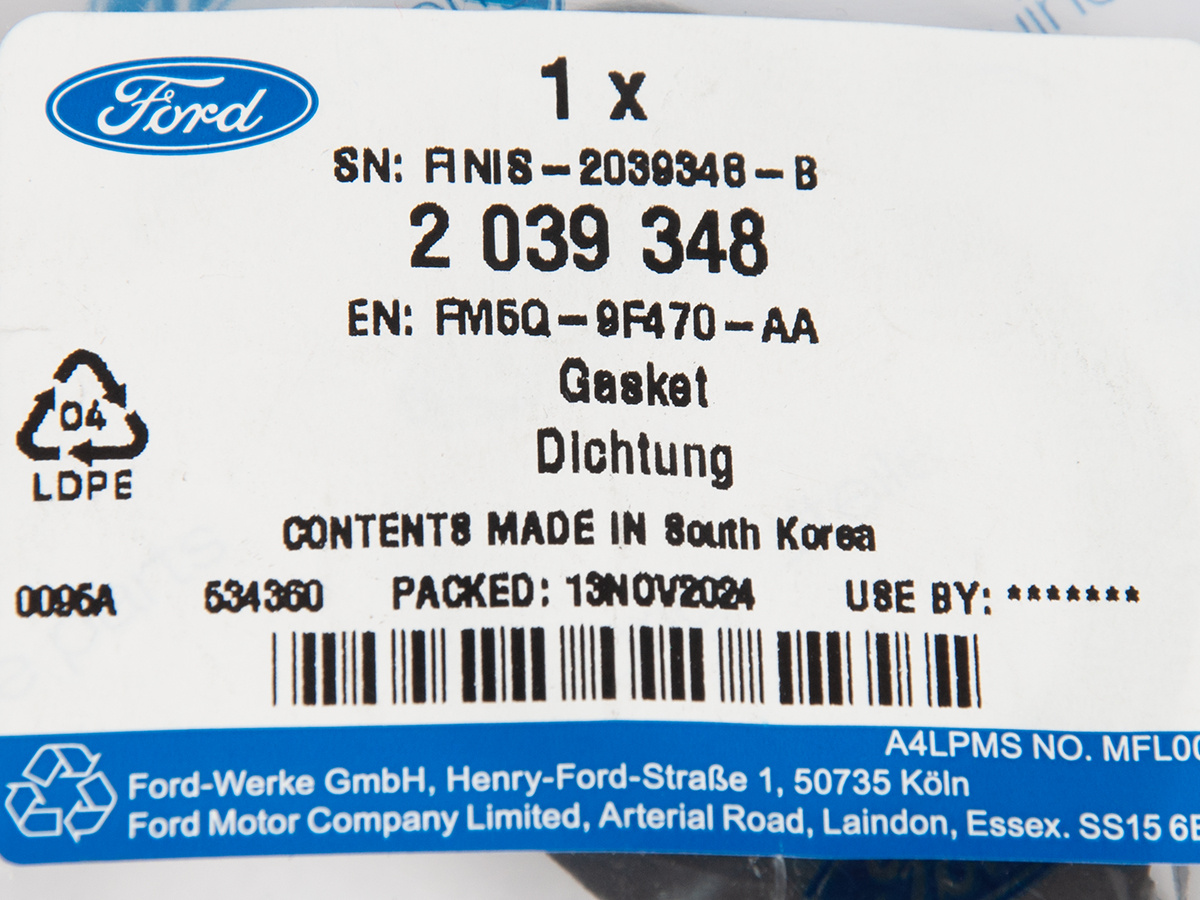 Ford
1 x
SN: FINIS-2039348-B
2 039 348
EN: FM5Q-9F470-AA
Gasket
Dichtung
04
LDPE
CONTENTS MADE IN South Korea
0095A 534360 PACKED: 13NOV2024 USE BY: *******
A4LPMS NO. MFL00
Ford-Werke GmbH, Henry-Ford-Straße 1, 50735 Köln
Ford Motor Company Limited, Arterial Road, Laindon, Essex. SS15 6E